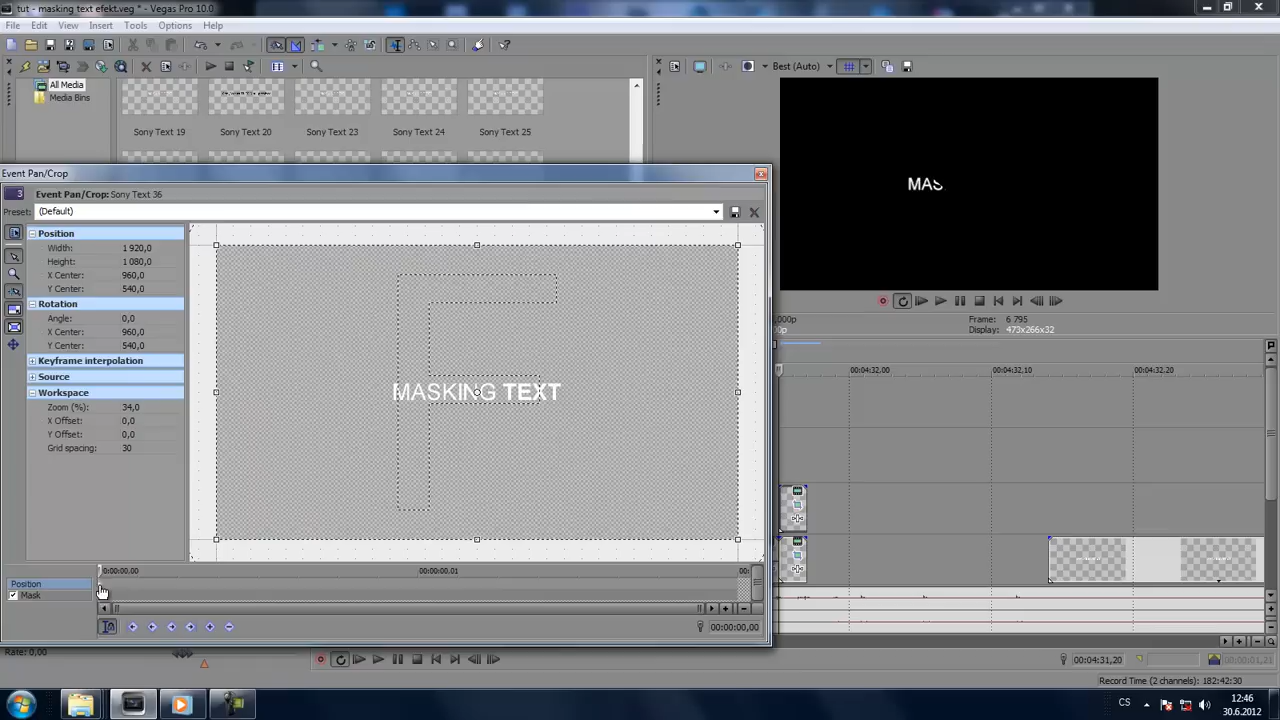 tut - masking text efekt.veg * - Vegas Pro 10.0
File Edit View Insert Tools Options Help
All Media
Media Bins
Sony Text 19 Sony Text 20 Sony Text 23 Sony Text 24 Sony Text 25
Best (Auto)
MAS
Event Pan/Crop
Event Pan/Crop: Sony Text 36
Preset: (Default)
Position
Width: 1 920,0
Height: 1 080,0
X Center: 960,0
Y Center: 540,0
Rotation
Angle: 0,0
X Center: 960,0
Y Center: 540,0
Keyframe interpolation
Source
Workspace
Zoom (%): 34,0
X Offset: 0,0
Y Offset: 0,0
Grid spacing: 30
MASKING TEXT
,000p Frame: 6 795
00p Display: 473x266x32
00:04:32,00 00:04:32,10 00:04:32,20
0:00:00,00 00:00:00,01 00:
Position
Mask
00:00:00,00
Rate: 0,00
00:04:31,20 00:00:01,21
Record Time (2 channels): 182:42:30
CS 12:46
30.6.2012